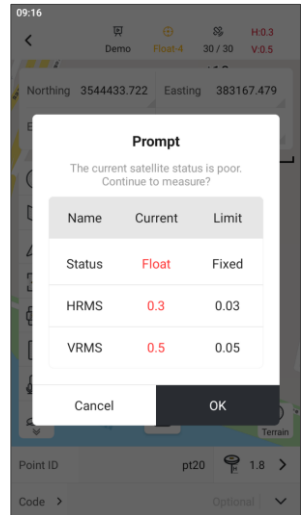 09:16
H:0.3
Demo Float-4 30 / 30 V:0.5
Northing 3544433.722 Easting 383167.479
E
Prompt
The current satellite status is poor.
Continue to measure?
Name Current Limit
Status Float Fixed
HRMS 0.3 0.03
VRMS 0.5 0.05
Cancel OK
Terrain
Point ID pt20 1.8
Code Optional